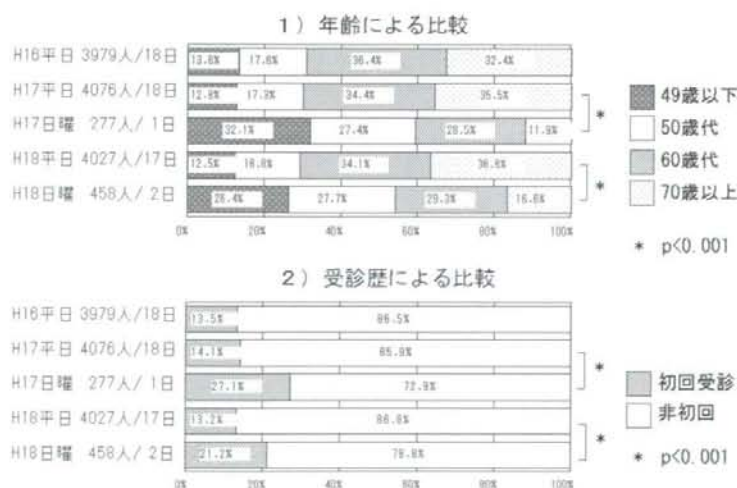 1) 年齢による比較
H16平日 3979人/18日 13.6% 17.6% 36.4% 32.4%
H17平日 4076人/18日 12.8% 17.3% 34.4% 35.5%
H17日曜 277人/1日 32.1% 27.4% 28.5% 11.9%
H18平日 4027人/17日 12.5% 34.1%
H18日曜 458人/2日 26.4% 27.7% 29.3% 16.6%
0% 20% 40% 60% 80% 100%
*
*
49歳以下
50歳代
60歳代
70歳以上
* p<0.001
2) 受診歴による比較
H16平日 3979人/18日 13.5% 86.5%
H17平日 4076人/18日 14.1% 85.9%
H17日曜 277人/1日 27.1% 72.9%
H18平日 4027人/17日 13.2% 86.8%
H18日曜 458人/2日 21.2% 78.8%
0% 20% 40% 60% 80% 100%
*
*
初回受診
非初回
* p<0.001